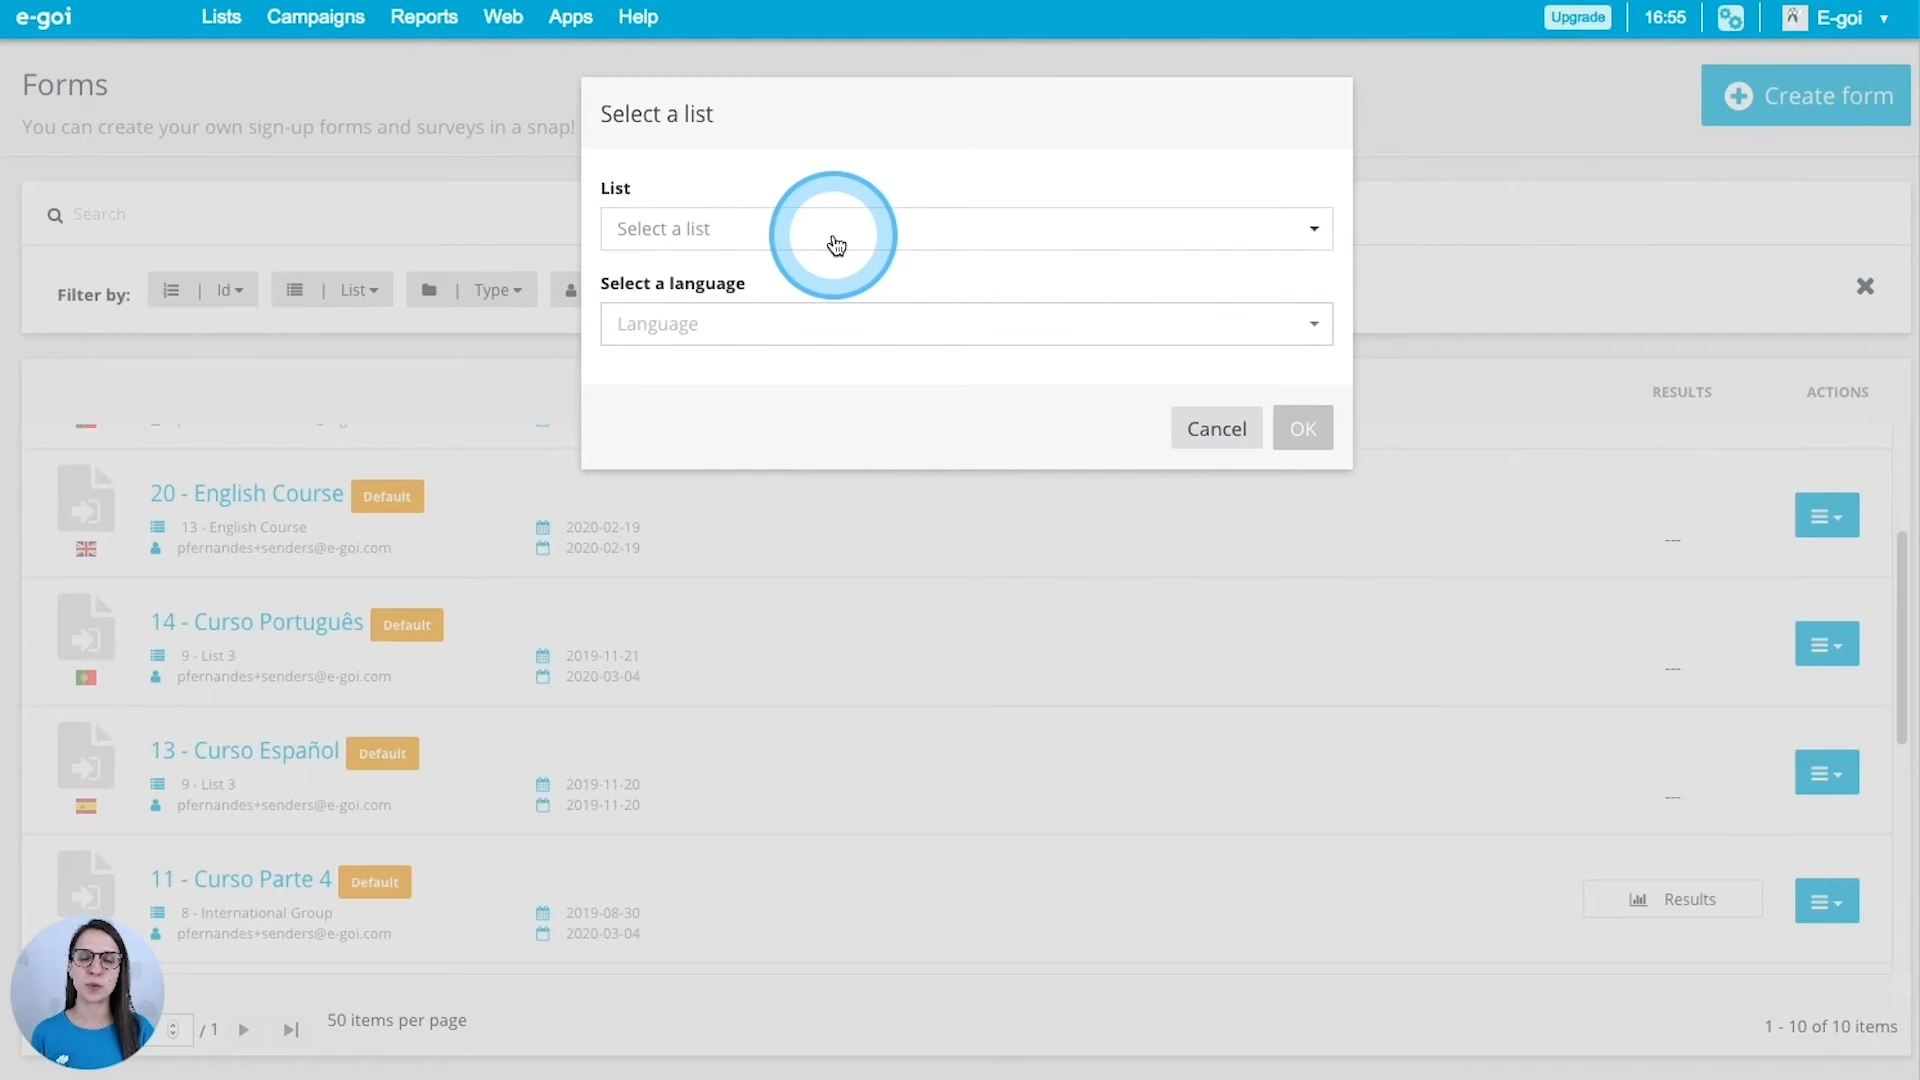 e-goi
Lists
Campaigns
Reports
Web
Apps
Help
Upgrade
16:55
E-goi
Forms
You can create your own sign-up forms and surveys in a snap!
Create form
Select a list
List
Select a list
Select a language
Language
Cancel
OK
Search
Filter by:
| Id
| List
| Type
RESULTS
ACTIONS
20 - English Course
Default
13 - English Course
2020-02-19
pfernandes+senders@e-goi.com
2020-02-19
---
14 - Curso Português
Default
9 - List 3
2019-11-21
pfernandes+senders@e-goi.com
2020-03-04
---
13 - Curso Español
Default
9 - List 3
2019-11-20
pfernandes+senders@e-goi.com
2019-11-20
---
11 - Curso Parte 4
Default
8 - International Group
2019-08-30
pfernandes+senders@e-goi.com
2020-03-04
Results
/ 1
50 items per page
1 - 10 of 10 items